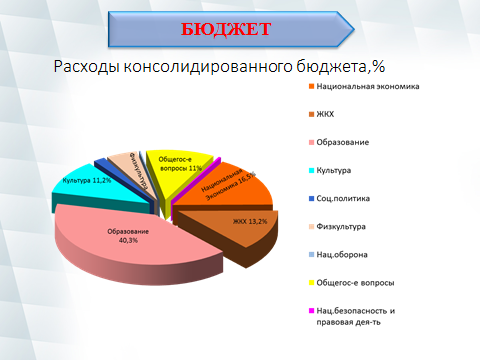 БЮДЖЕТ
Расходы консолидированного бюджета,%
Культура 11,2%
Физкультура
Общегос-е
вопросы 11%
Национальная
Экономика 16,5%
ЖКХ 13,2%
Образование
40,3%
Национальная экономика
ЖКХ
Образование
Культура
Соц.политика
Физкультура
Нац.оборона
Общегос-е вопросы
Нац.безопасность и
правовая дея-ть